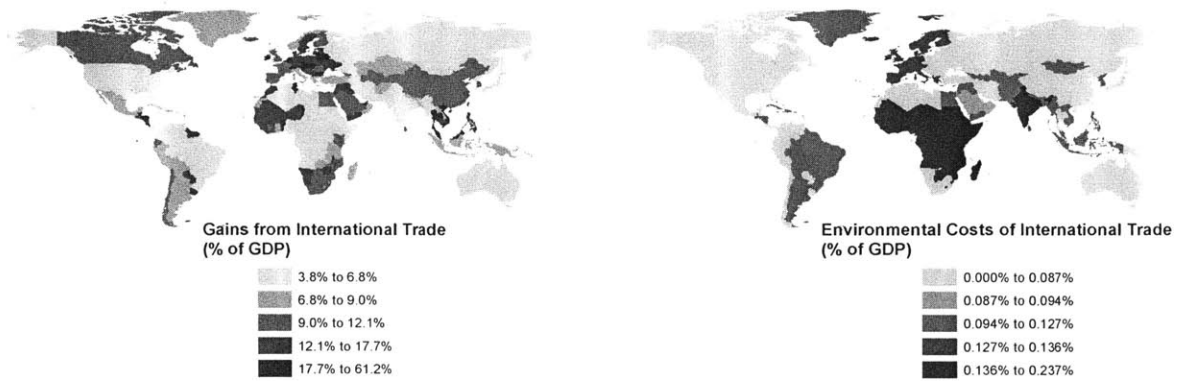 Gains from International Trade
(% of GDP)
3.8% to 6.8%
6.8% to 9.0%
9.0% to 12.1%
12.1% to 17.7%
17.7% to 61.2%
Environmental Costs of International Trade
(% of GDP)
0.000% to 0.087%
0.087% to 0.094%
0.094% to 0.127%
0.127% to 0.136%
0.136% to 0.237%